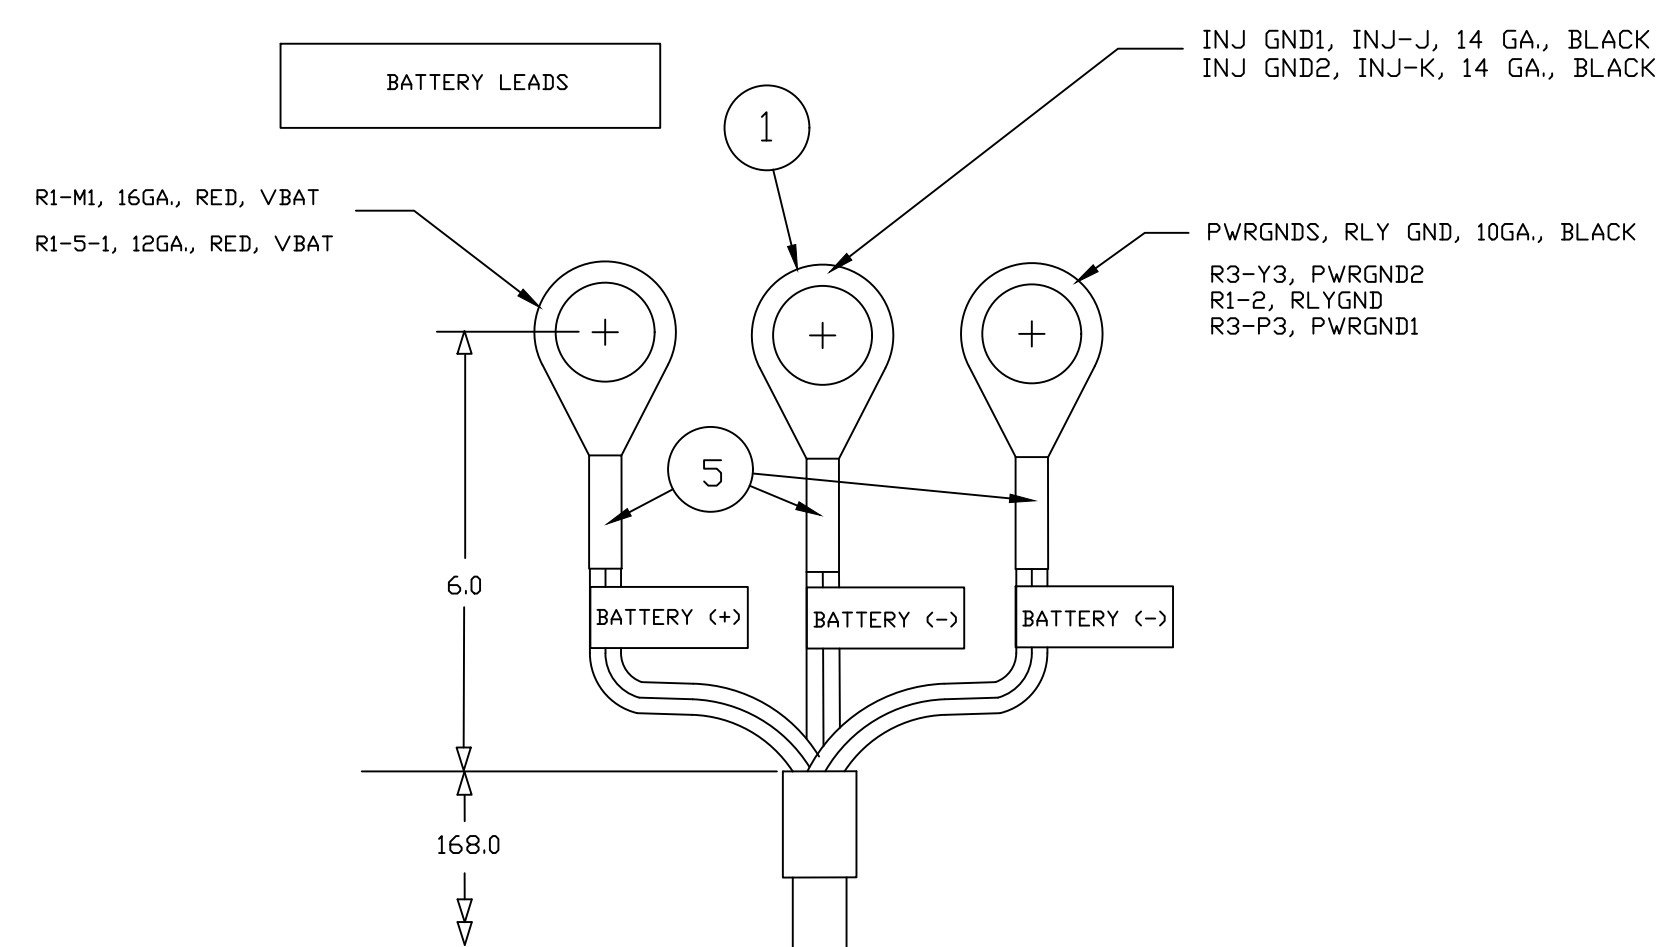 BATTERY LEADS
INJ GND1, INJ-J, 14 GA., BLACK
INJ GND2, INJ-K, 14 GA., BLACK
1
R1-M1, 16GA., RED, VBAT
R1-5-1, 12GA., RED, VBAT
PWRGNDS, RLY GND, 10GA., BLACK
R3-Y3, PWRGND2
R1-2, RLYGND
R3-P3, PWRGND1
5
6.0
BATTERY (+)
BATTERY (-)
BATTERY (-)
168.0